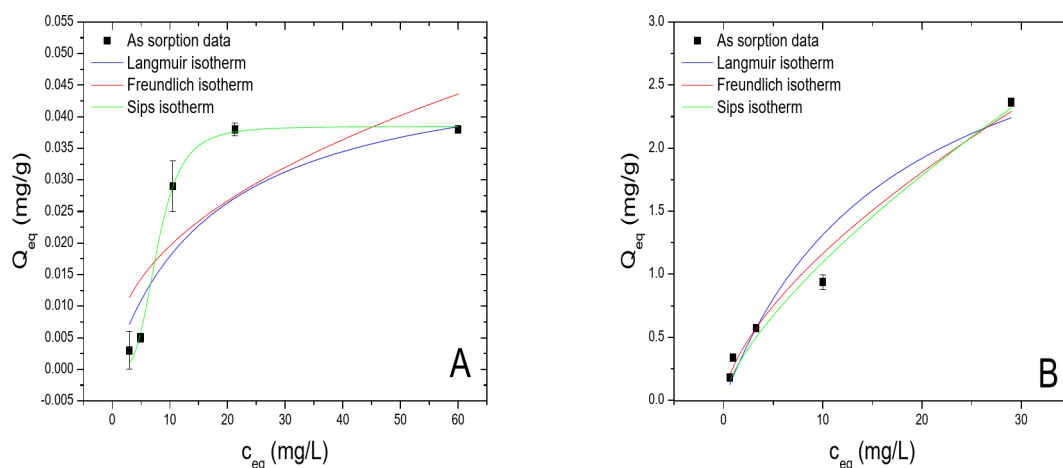 0.055
0.050
0.045
0.040
0.035
0.030
0.025
0.020
0.015
0.010
0.005
0.000
-0.005
Q_eq (mg/g)
As sorption data
Langmuir isotherm
Freundlich isotherm
Sips isotherm
A
0 10 20 30 40 50 60
c_eq (mg/L)
3.0
2.5
2.0
1.5
1.0
0.5
0.0
Q_eq (mg/g)
As sorption data
Langmuir isotherm
Freundlich isotherm
Sips isotherm
B
0 10 20 30
c_eq (mg/L)